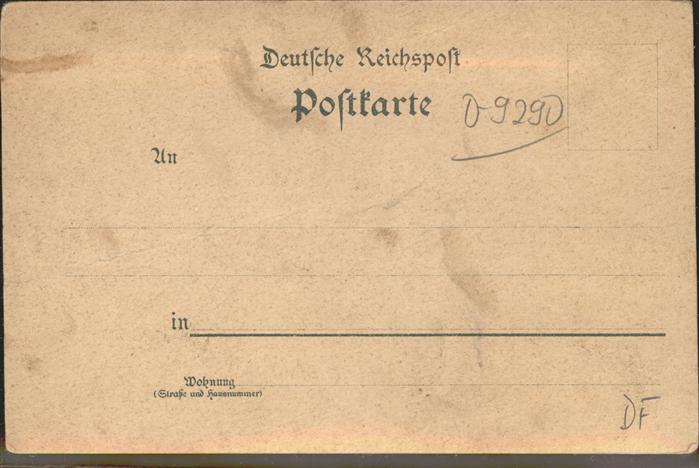 Deutsche Reichspost
Postkarte
D-9290
An
in
Wohnung
(Straße und Hausnummer)
DF